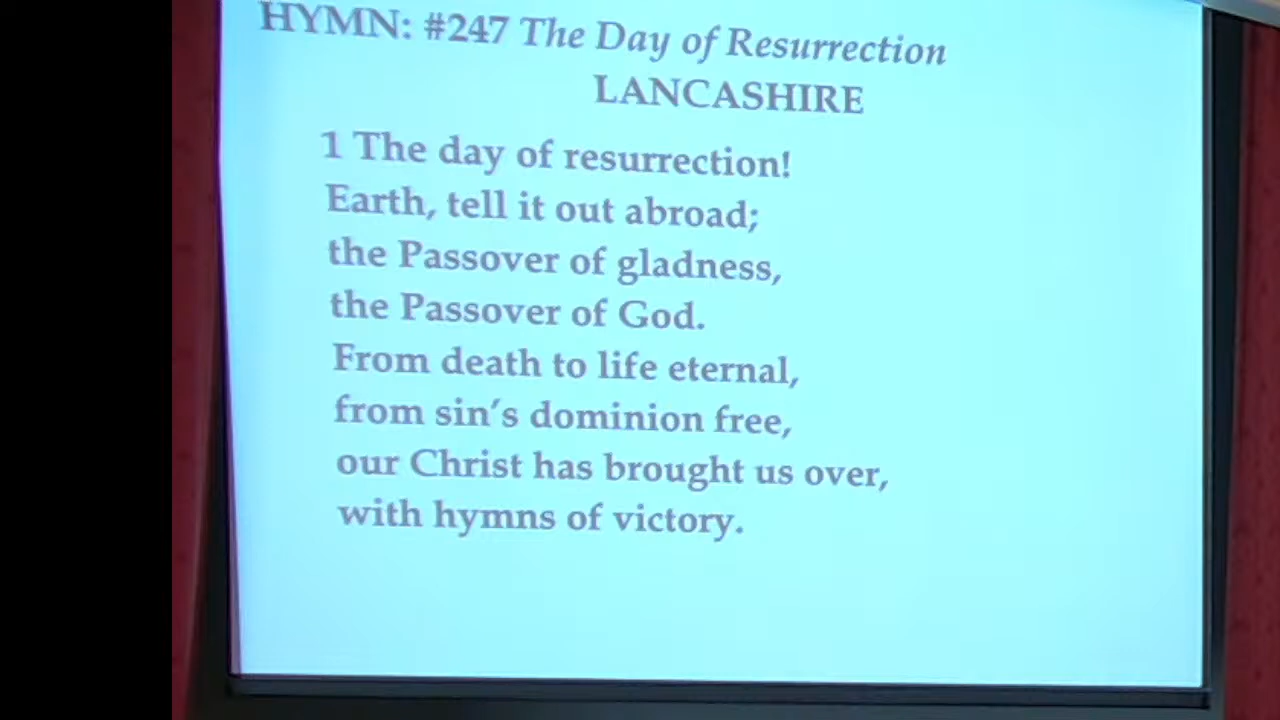 HYMN: #247 The Day of Resurrection
LANCASHIRE
1 The day of resurrection!
Earth, tell it out abroad;
the Passover of gladness,
the Passover of God.
From death to life eternal,
from sin's dominion free,
our Christ has brought us over,
with hymns of victory.